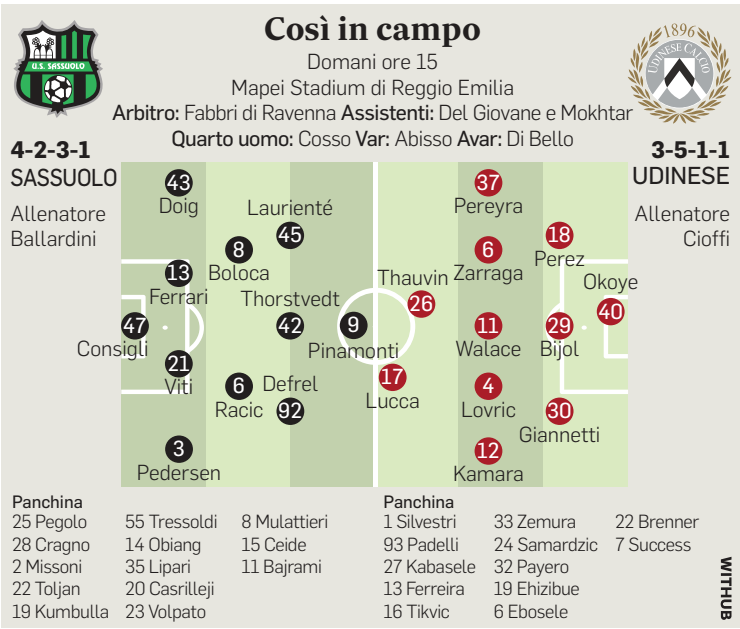 Così in campo
Domani ore 15
Mapei Stadium di Reggio Emilia
Arbitro: Fabbri di Ravenna Assistenti: Del Giovane e Mokhtar
Quarto uomo: Cosso Var: Abisso Avar: Di Bello
U.S. SASSUOLO
1896
UDINESE CALCIO
4-2-3-1
SASSUOLO
Allenatore
Ballardini
3-5-1-1
UDINESE
Allenatore
Cioffi
43
Doig
Laurienté
45
8
Boloca
13
Ferrari
Thorstvedt
47
Consigli
42
9
Pinamonti
21
Viti
6
Racic
Defrel
92
3
Pedersen
37
Pereyra
6
Zarraga
18
Perez
Thauvin
26
Okoye
40
11
Walace
29
Bijol
17
Lucca
4
Lovric
30
Giannetti
12
Kamara
Panchina
25 Pegolo
28 Cragno
2 Missoni
22 Toljan
19 Kumbulla
55 Tressoldi
14 Obiang
35 Lipari
20 Casrilleji
23 Volpato
8 Mulattieri
15 Ceide
11 Bajrami
Panchina
1 Silvestri
93 Padelli
27 Kabasele
13 Ferreira
16 Tikvic
33 Zemura
24 Samardzic
32 Payero
19 Ehizibue
6 Ebosele
22 Brenner
7 Success
WITHUB